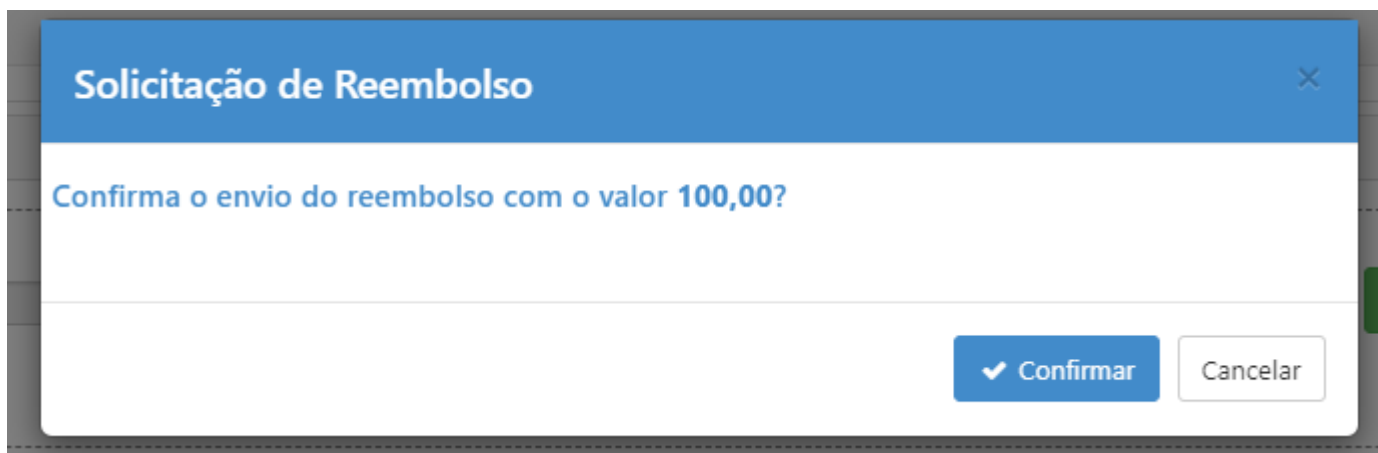 Solicitação de Reembolso
Confirma o envio do reembolso com o valor 100,00?
Confirmar
Cancelar